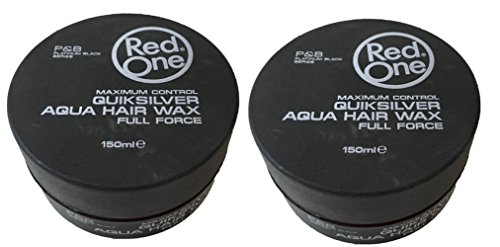 P&B
PLATINUM BLACK
SERIES
Red
One
MAXIMUM CONTROL
QUIKSILVER
AQUA HAIR WAX
FULL FORCE
150ml e
P&B
PLATINUM BLACK
SERIES
Red
One
MAXIMUM CONTROL
QUIKSILVER
AQUA HAIR WAX
FULL FORCE
150ml e